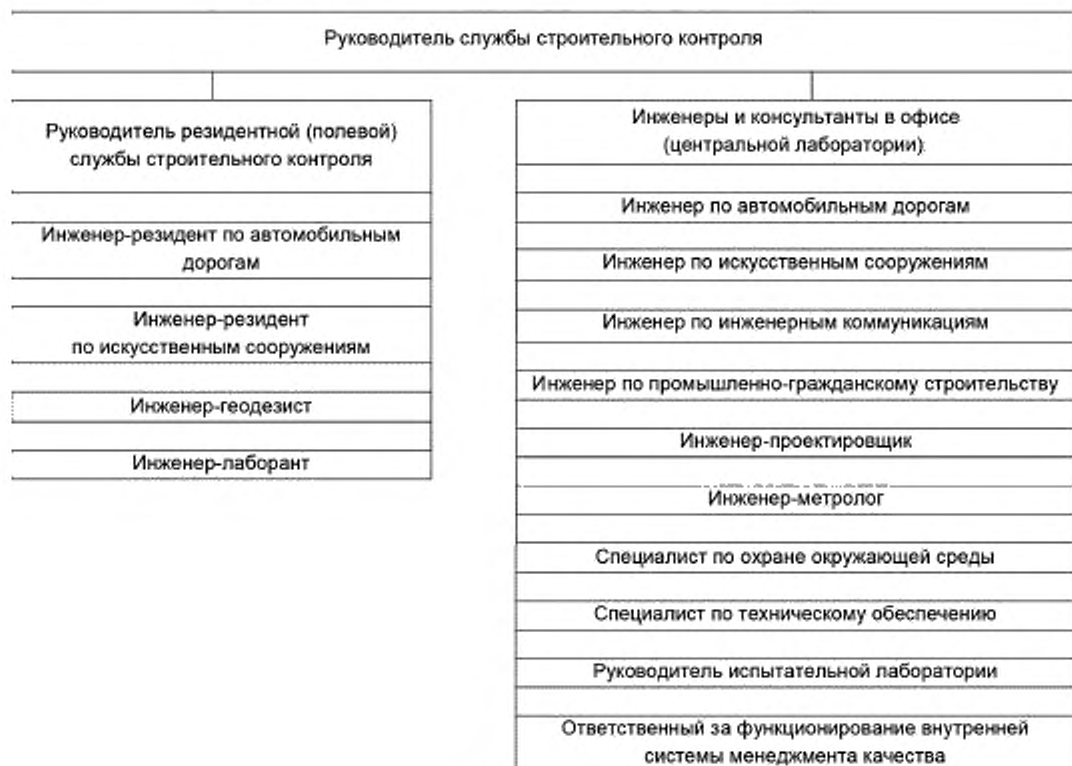 Руководитель службы строительного контроля
Руководитель резидентной (полевой)
службы строительного контроля
Инженер-резидент по автомобильным
дорогам
Инженер-резидент
по искусственным сооружениям
Инженер-геодезист
Инженер-лаборант
Инженеры и консультанты в офисе
(центральной лаборатории):
Инженер по автомобильным дорогам
Инженер по искусственным сооружениям
Инженер по инженерным коммуникациям
Инженер по промышленно-гражданскому строительству
Инженер-проектировщик
Инженер-метролог
Специалист по охране окружающей среды
Специалист по техническому обеспечению
Руководитель испытательной лаборатории
Ответственный за функционирование внутренней
системы менеджмента качества